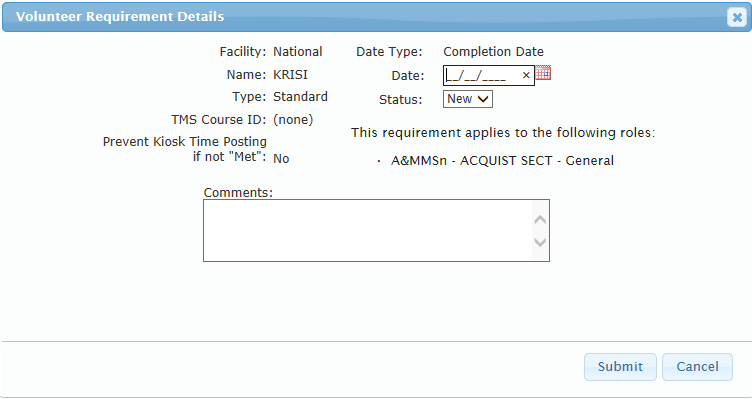 Volunteer Requirement Details
Facility: National
Name: KRISI
Type: Standard
TMS Course ID: (none)
Prevent Kiosk Time Posting
if not "Met": No
Date Type: Completion Date
Date: __/__/____ ×
Status: New
This requirement applies to the following roles:
· A&MMSn - ACQUIST SECT - General
Comments:
Submit Cancel